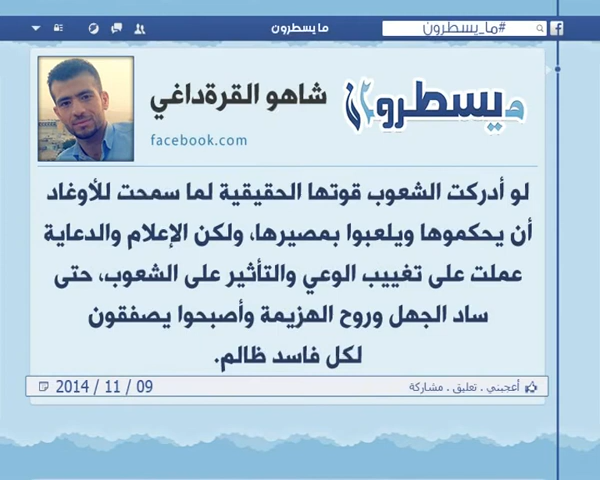 ما يسطرون
#ما_يسطرون
ما يسطرون
شاهو القرةداغي
facebook.com
لو أدركت الشعوب قوتها الحقيقية لما سمحت للأوغاد
أن يحكموها ويلعبوا بمصيرها، ولكن الإعلام والدعاية
عملت على تغييب الوعي والتأثير على الشعوب، حتى
ساد الجهل وروح الهزيمة وأصبحوا يصفقون
لكل فاسد ظالم.
أعجبني . تعليق . مشاركة
2014 / 11 / 09